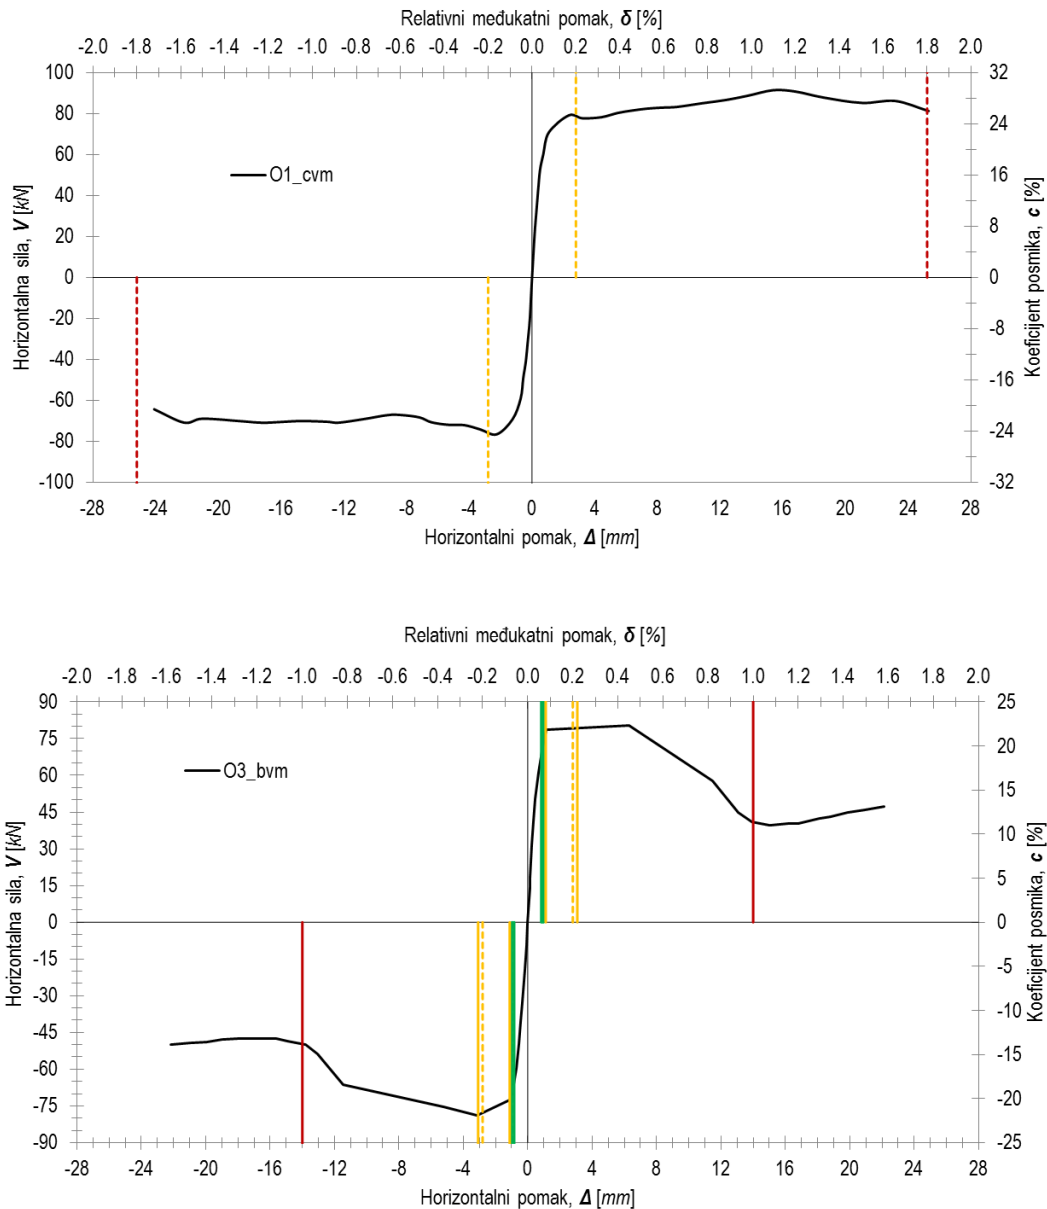 Relativni međukatni pomak, δ [%]
-2.0 -1.8 -1.6 -1.4 -1.2 -1.0 -0.8 -0.6 -0.4 -0.2 0.0 0.2 0.4 0.6 0.8 1.0 1.2 1.4 1.6 1.8 2.0
100 80 60 40 20 0 -20 -40 -60 -80 -100
Horizontalna sila, V [kN]
O1_cvm
32 24 16 8 0 -8 -16 -24 -32
Koeficijent posmika, c [%]
-28 -24 -20 -16 -12 -8 -4 0 4 8 12 16 20 24 28
Horizontalni pomak, Δ [mm]
Relativni međukatni pomak, δ [%]
-2.0 -1.8 -1.6 -1.4 -1.2 -1.0 -0.8 -0.6 -0.4 -0.2 0.0 0.2 0.4 0.6 0.8 1.0 1.2 1.4 1.6 1.8 2.0
90 75 60 45 30 15 0 -15 -30 -45 -60 -75 -90
Horizontalna sila, V [kN]
O3_bvm
25 20 15 10 5 0 -5 -10 -15 -20 -25
Koeficijent posmika, c [%]
-28 -24 -20 -16 -12 -8 -4 0 4 8 12 16 20 24 28
Horizontalni pomak, Δ [mm]